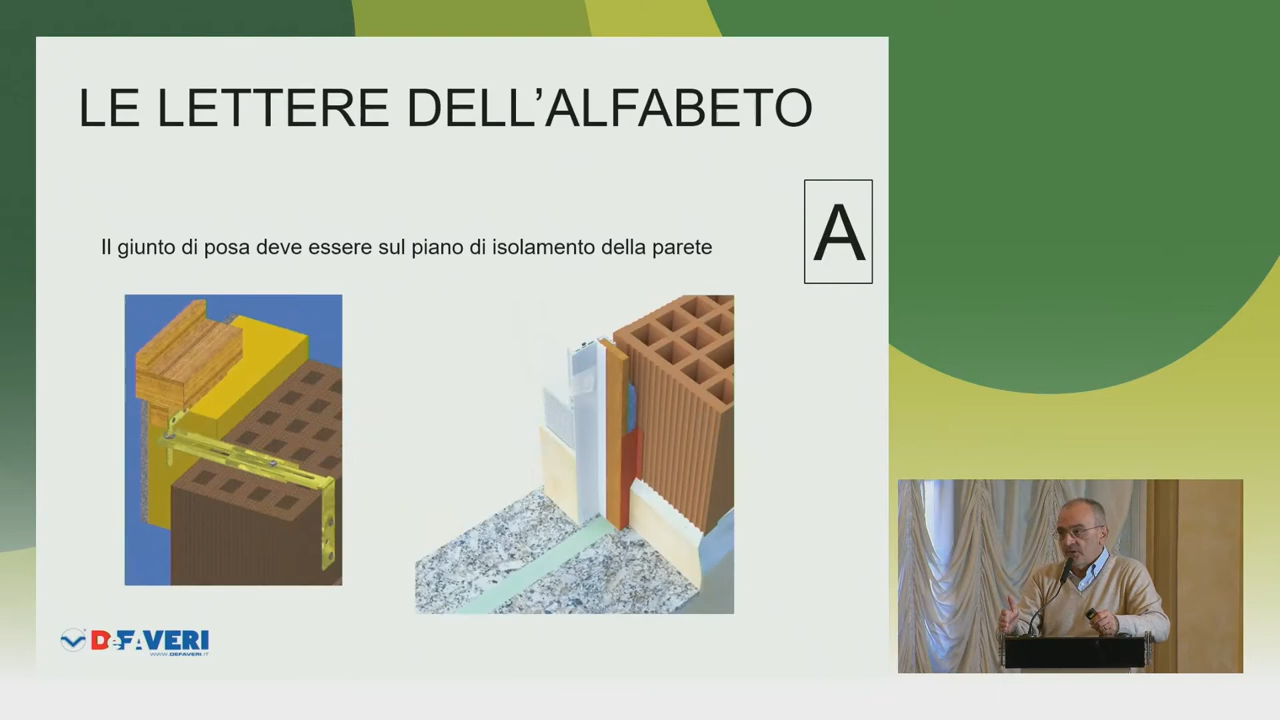 LE LETTERE DELL’ALFABETO
A
Il giunto di posa deve essere sul piano di isolamento della parete
DeFAVERI
WWW.DEFAVERI.IT